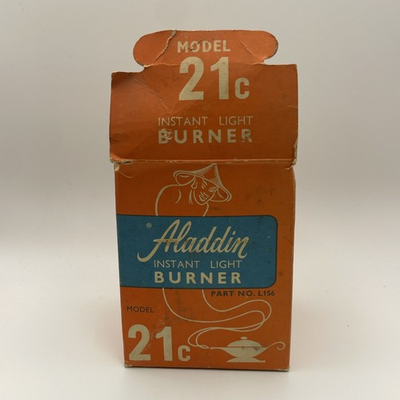 MODEL
21c
INSTANT LIGHT
BURNER
Aladdin
INSTANT LIGHT
BURNER
PART NO. L156
MODEL
21c